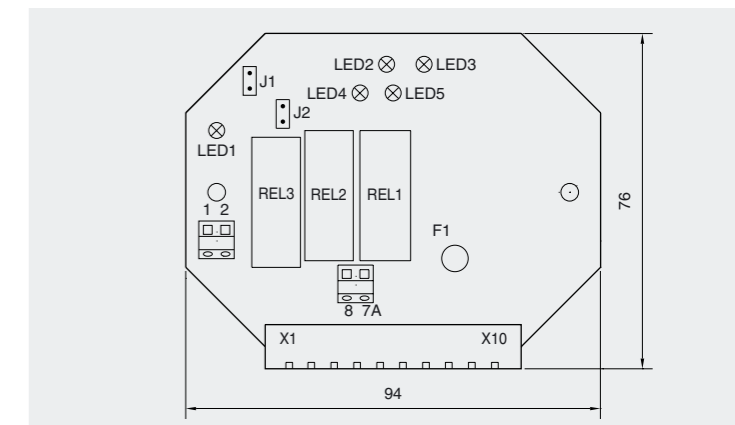 LED2 LED3
J1
LED4 LED5
J2
LED1
REL3 REL2 REL1
76
1 2
F1
8 7A
X1 X10
94